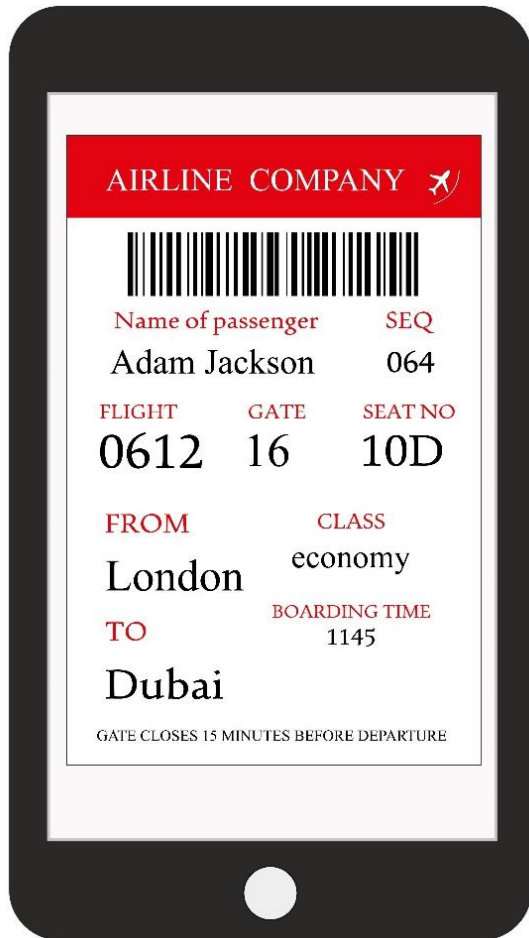 AIRLINE COMPANY
Name of passenger SEQ
Adam Jackson 064
FLIGHT GATE SEAT NO
0612 16 10D
FROM CLASS
London economy
TO BOARDING TIME
Dubai 1145
GATE CLOSES 15 MINUTES BEFORE DEPARTURE